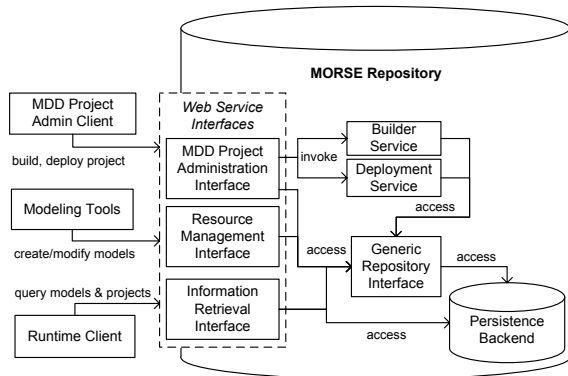 MORSE Repository
MDD Project
Admin Client
build, deploy project
Modeling Tools
create/modify models
query models & projects
Runtime Client
Web Service
Interfaces
MDD Project
Administration
Interface
Resource
Management
Interface
Information
Retrieval
Interface
invoke
Builder
Service
Deployment
Service
access
access
Generic
Repository
Interface
access
access
Persistence
Backend